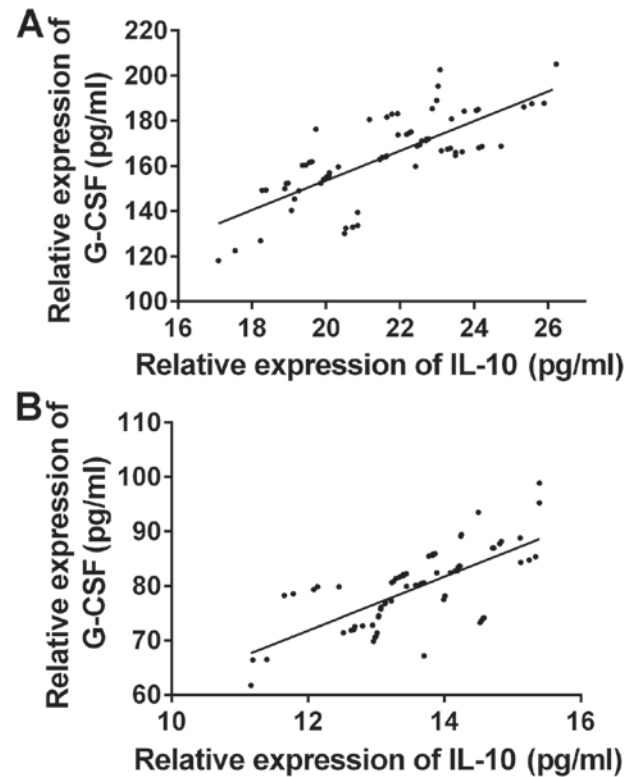 A
Relative expression of
G-CSF (pg/ml)
220
200
180
160
140
120
100
16 18 20 22 24 26
Relative expression of IL-10 (pg/ml)
B
Relative expression of
G-CSF (pg/ml)
110
100
90
80
70
60
10 12 14 16
Relative expression of IL-10 (pg/ml)